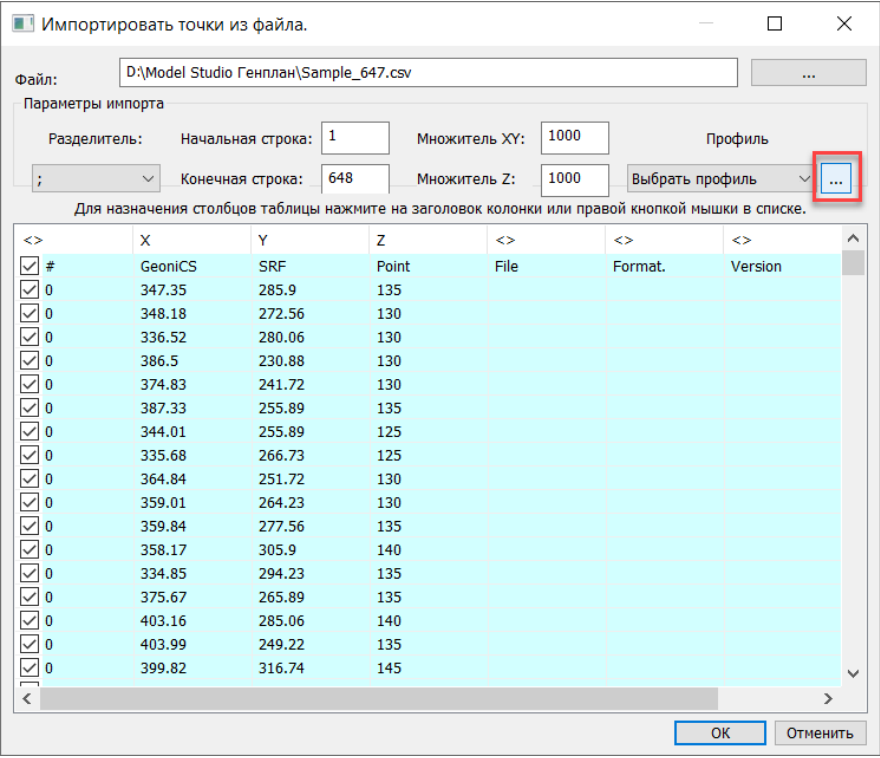 Импортировать точки из файла.
Файл: D:\Model Studio Генплан\Sample_647.csv ...
Параметры импорта
Разделитель: Начальная строка: 1 Множитель XY: 1000 Профиль
; Конечная строка: 648 Множитель Z: 1000 Выбрать профиль ...
Для назначения столбцов таблицы нажмите на заголовок колонки или правой кнопкой мышки в списке.
<> X Y Z <> <> <>
# GeoniCS SRF Point File Format. Version
0 347.35 285.9 135
0 348.18 272.56 130
0 336.52 280.06 130
0 386.5 230.88 130
0 374.83 241.72 130
0 387.33 255.89 135
0 344.01 255.89 125
0 335.68 266.73 125
0 364.84 251.72 130
0 359.01 264.23 130
0 359.84 277.56 135
0 358.17 305.9 140
0 334.85 294.23 135
0 375.67 265.89 135
0 403.16 285.06 140
0 403.99 249.22 135
0 399.82 316.74 145
OK Отменить